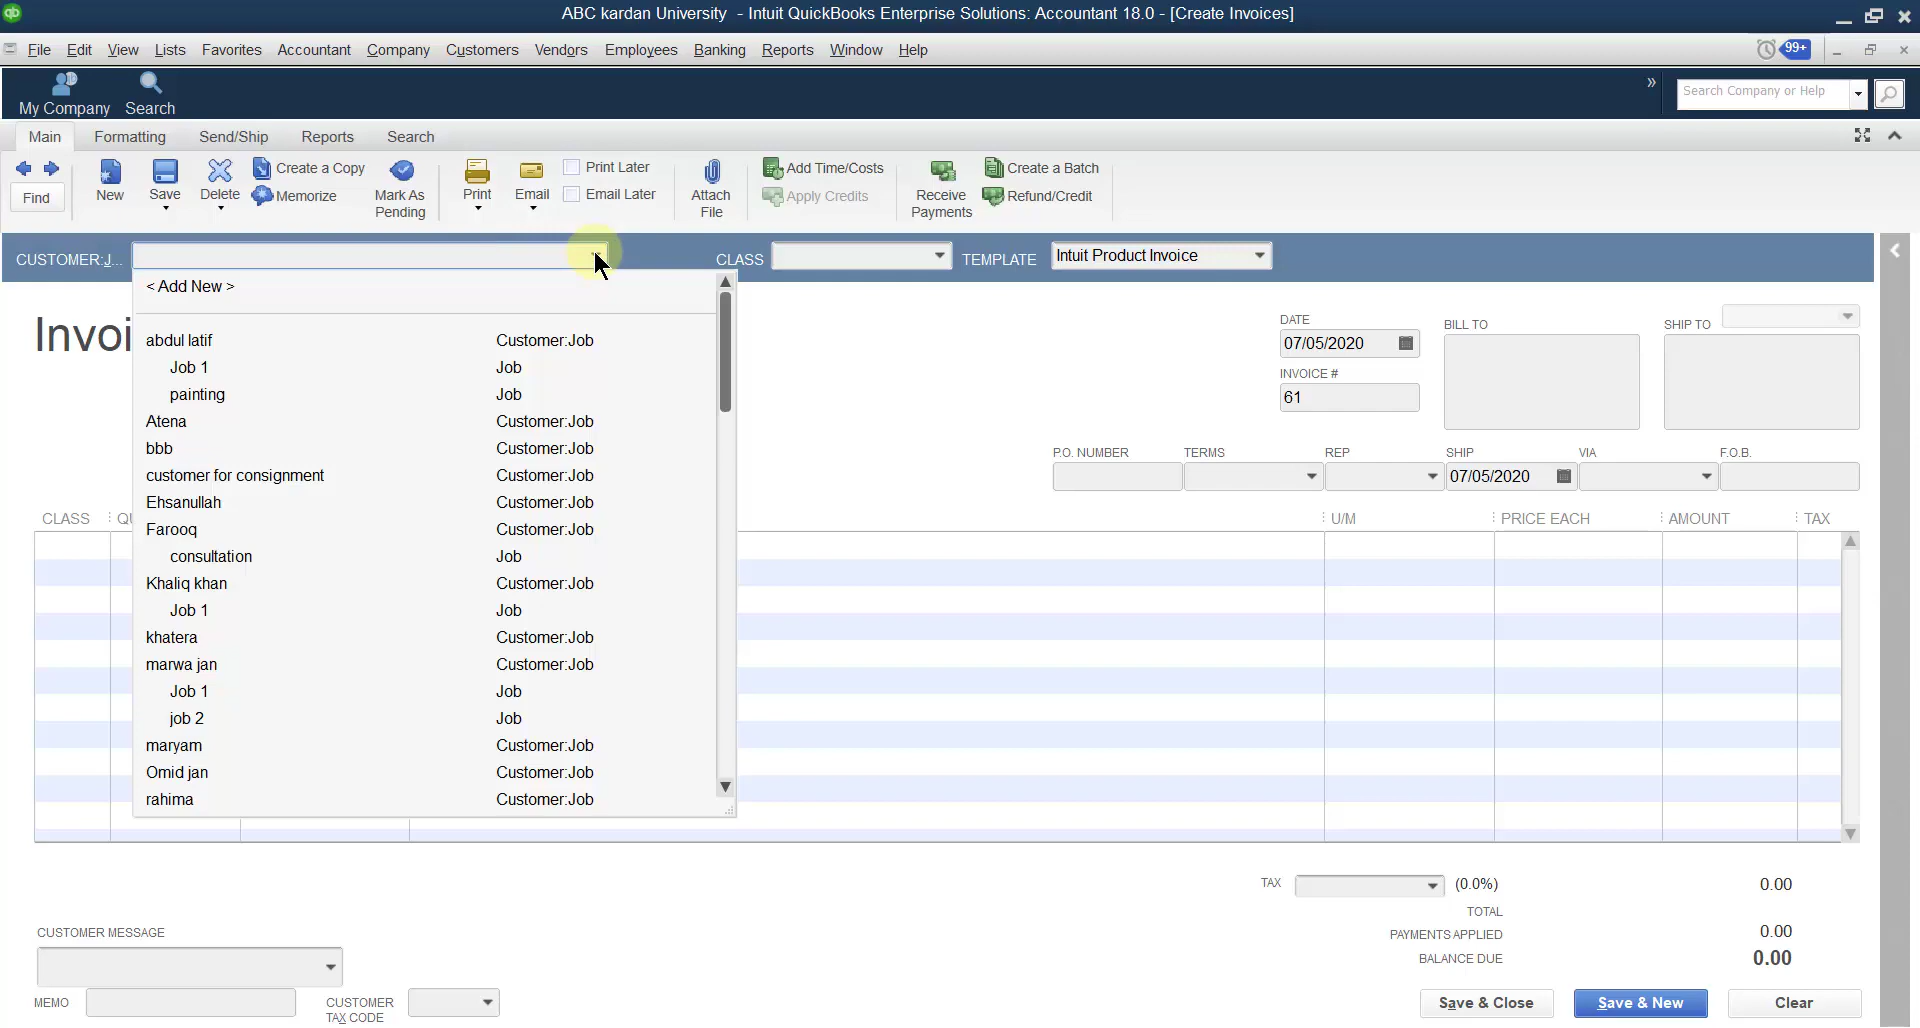 ABC kardan University - Intuit QuickBooks Enterprise Solutions: Accountant 18.0 - [Create Invoices]
File Edit View Lists Favorites Accountant Company Customers Vendors Employees Banking Reports Window Help
99+
My Company Search
Search Company or Help
Main Formatting Send/Ship Reports Search
Find
New
Save
Delete
Create a Copy
Memorize
Mark As
Pending
Print
Email
Print Later
Email Later
Attach
File
Add Time/Costs
Apply Credits
Receive
Payments
Create a Batch
Refund/Credit
CUSTOMER:J... CLASS TEMPLATE Intuit Product Invoice
< Add New >
abdul latif Customer:Job
Job 1 Job
painting Job
Atena Customer:Job
bbb Customer:Job
customer for consignment Customer:Job
Ehsanullah Customer:Job
Farooq Customer:Job
consultation Job
Khaliq khan Customer:Job
Job 1 Job
khatera Customer:Job
marwa jan Customer:Job
Job 1 Job
job 2 Job
maryam Customer:Job
Omid jan Customer:Job
rahima Customer:Job
Invoi
DATE
07/05/2020
INVOICE #
61
BILL TO
SHIP TO
P.O. NUMBER TERMS REP SHIP VIA F.O.B.
07/05/2020
CLASS QU U/M PRICE EACH AMOUNT TAX
TAX (0.0%) 0.00
TOTAL
PAYMENTS APPLIED 0.00
BALANCE DUE 0.00
CUSTOMER MESSAGE
MEMO
CUSTOMER
TAX CODE
Save & Close Save & New Clear